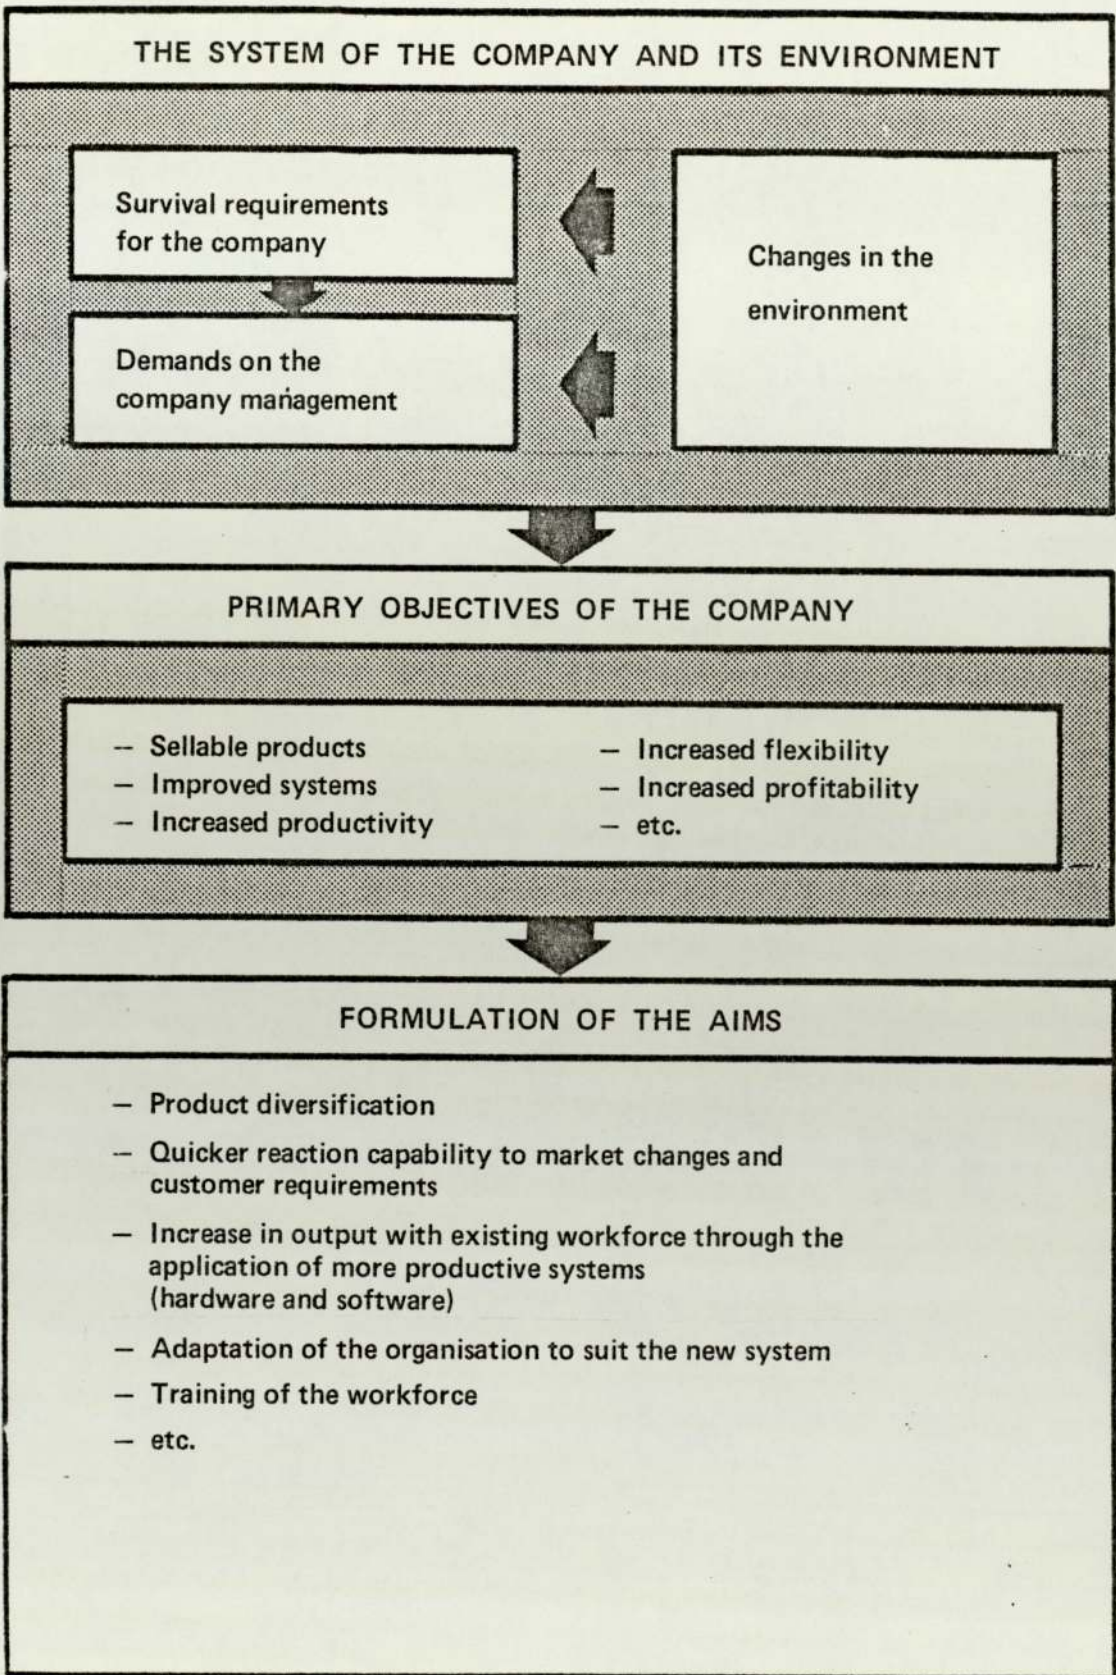 THE SYSTEM OF THE COMPANY AND ITS ENVIRONMENT
Survival requirements
for the company
Demands on the
company management
Changes in the
environment
PRIMARY OBJECTIVES OF THE COMPANY
— Sellable products
— Improved systems
— Increased productivity
— Increased flexibility
— Increased profitability
— etc.
FORMULATION OF THE AIMS
— Product diversification
— Quicker reaction capability to market changes and
customer requirements
— Increase in output with existing workforce through the
application of more productive systems
(hardware and software)
— Adaptation of the organisation to suit the new system
— Training of the workforce
— etc.